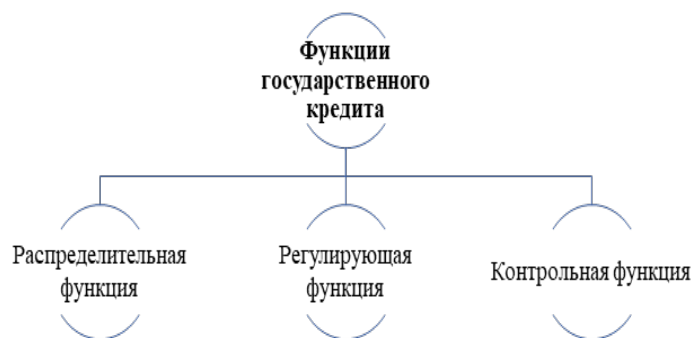 Функции
государственного
кредита
Распределительная
функция
Регулирующая
функция
Контрольная функция